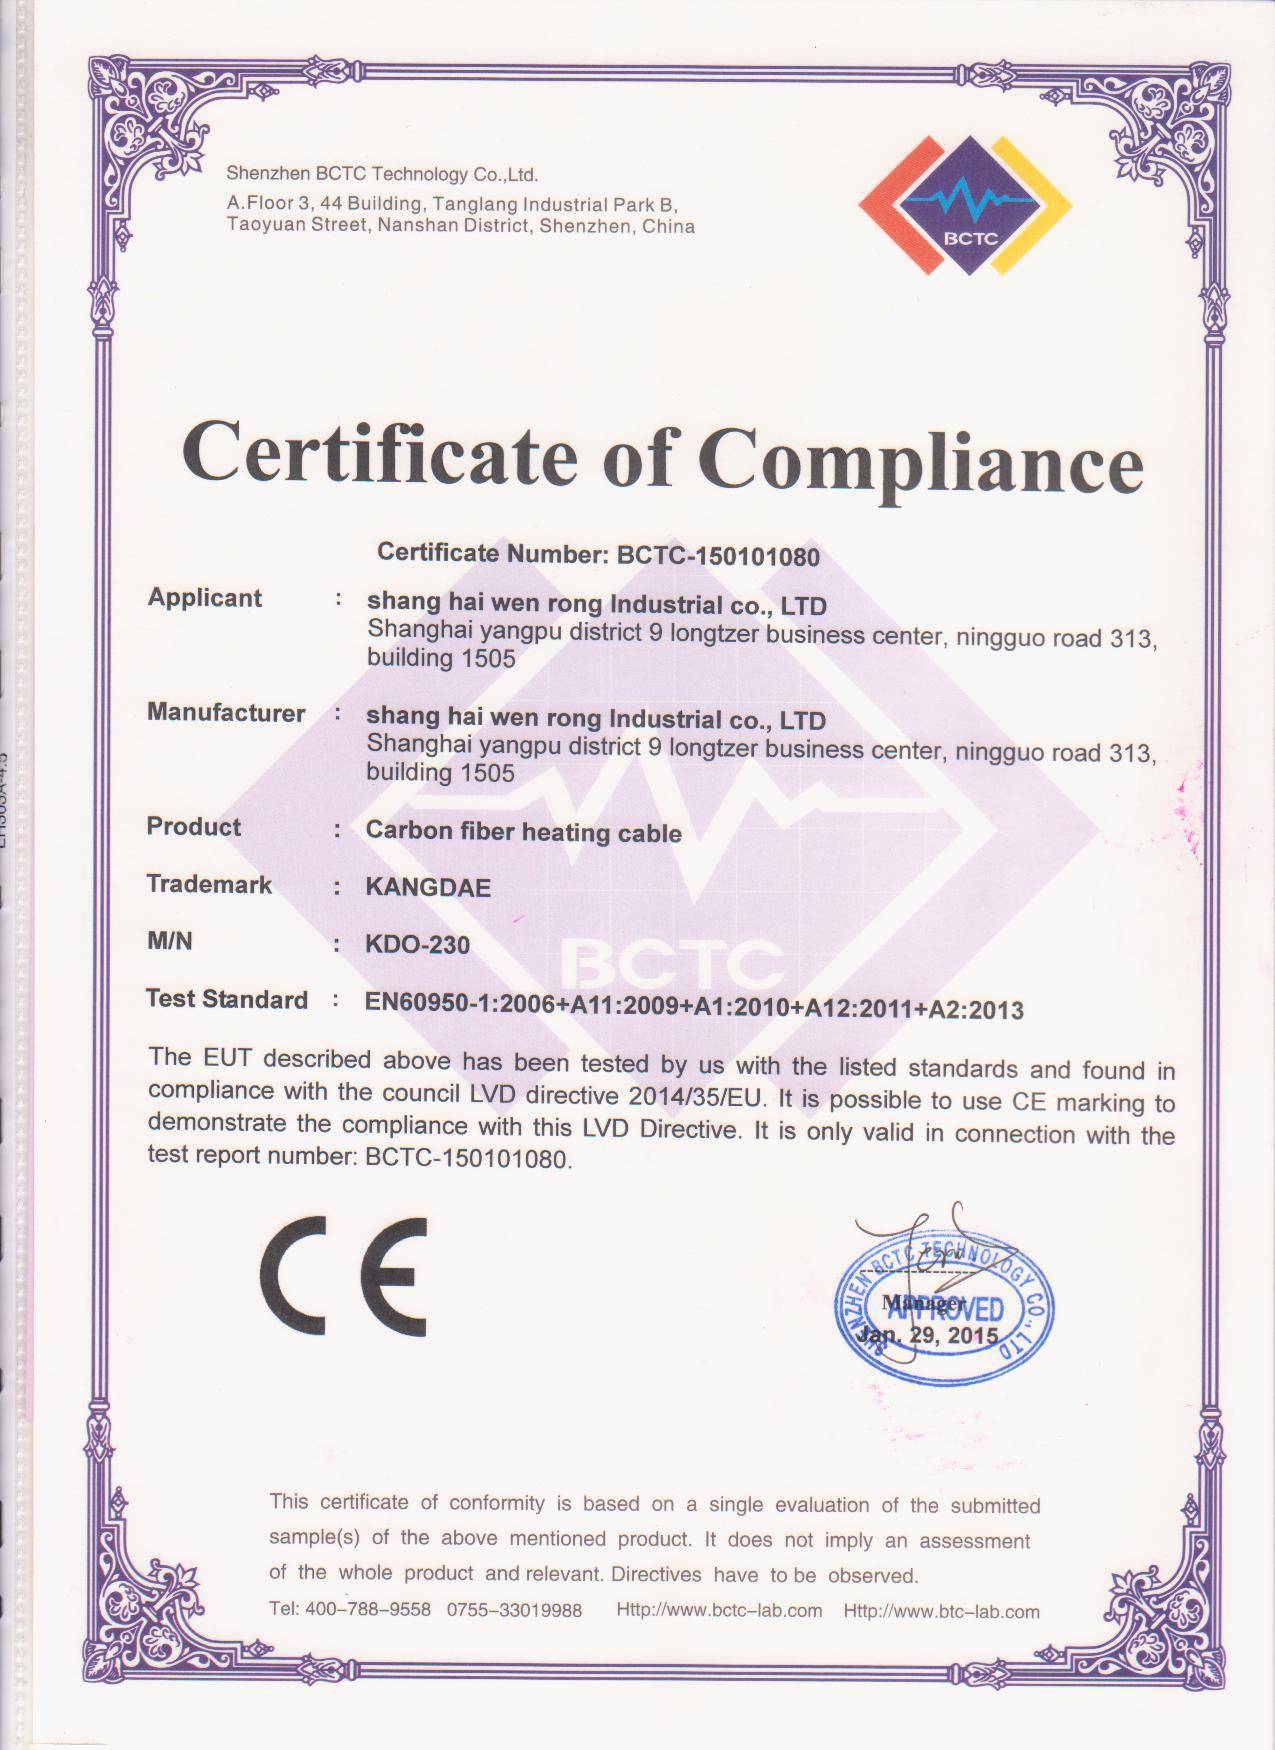 Shenzhen BCTC Technology Co.,Ltd.
A.Floor 3, 44 Building, Tanglang Industrial Park B,
Taoyuan Street, Nanshan District, Shenzhen, China
BCTC
Certificate of Compliance
Certificate Number: BCTC-150101080
Applicant : shang hai wen rong Industrial co., LTD
Shanghai yangpu district 9 longtzer business center, ningguo road 313,
building 1505
Manufacturer : shang hai wen rong Industrial co., LTD
Shanghai yangpu district 9 longtzer business center, ningguo road 313,
building 1505
Product : Carbon fiber heating cable
Trademark : KANGDAE
M/N : KDO-230
BCTC
Test Standard : EN60950-1:2006+A11:2009+A1:2010+A12:2011+A2:2013
The EUT described above has been tested by us with the listed standards and found in
compliance with the council LVD directive 2014/35/EU. It is possible to use CE marking to
demonstrate the compliance with this LVD Directive. It is only valid in connection with the
test report number: BCTC-150101080.
CE
SHENZHEN BCTC TECHNOLOGY CO., LTD
APPROVED
Manager
Jan. 29, 2015
This certificate of conformity is based on a single evaluation of the submitted
sample(s) of the above mentioned product. It does not imply an assessment
of the whole product and relevant. Directives have to be observed.
Tel: 400-788-9558 0755-33019988 Http://www.bctc-lab.com Http://www.btc-lab.com